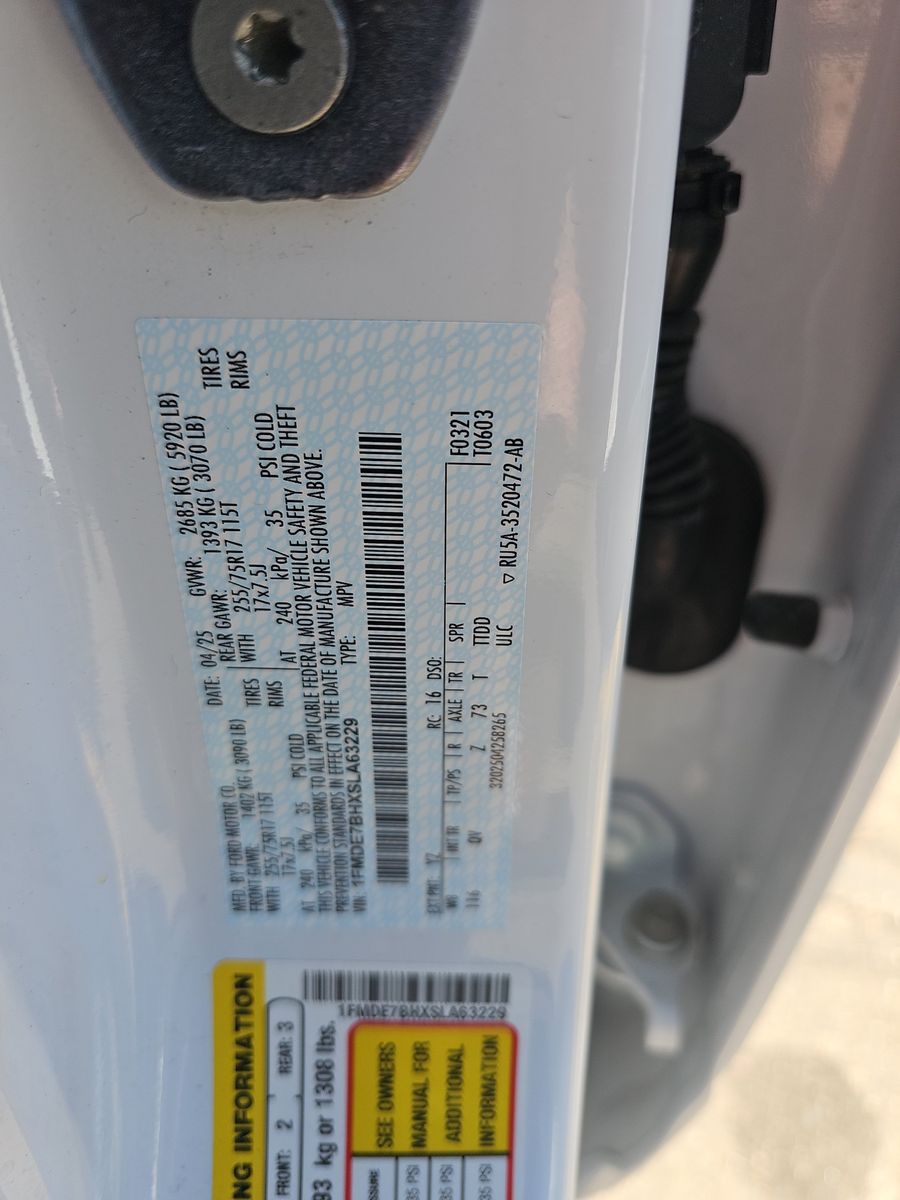 MFD. BY FORD MOTOR CO.
DATE: 04/25 GVWR: 2685 KG ( 5920 LB)
FRONT GAWR: 1402 KG ( 3090 LB)
REAR GAWR: 1393 KG ( 3070 LB)
WITH 255/75R17 115T TIRES
WITH 255/75R17 115T TIRES
17x7.5J RIMS
17x7.5J RIMS
AT 240 kPa/ 35 PSI COLD
AT 240 kPa/ 35 PSI COLD
THIS VEHICLE CONFORMS TO ALL APPLICABLE FEDERAL MOTOR VEHICLE SAFETY AND THEFT
PREVENTION STANDARDS IN EFFECT ON THE DATE OF MANUFACTURE SHOWN ABOVE.
VIN: 1FMDE7BHXSLA63229
TYPE: MPV
EXT PNT: YZ RC: 16 DSO: F0321
WB INT TR TP/PS R AXLE TR SPR T0603
116 QV Z 73 T TTDD
ULC ▽ RU5A-3520472-AB
3202504258265
NG INFORMATION
FRONT: 2 REAR: 3
93 kg or 1308 lbs.
1FMDE7BHXSLA63229
SSURE
35 PSI
35 PSI
35 PSI
SEE OWNERS
MANUAL FOR
ADDITIONAL
INFORMATION